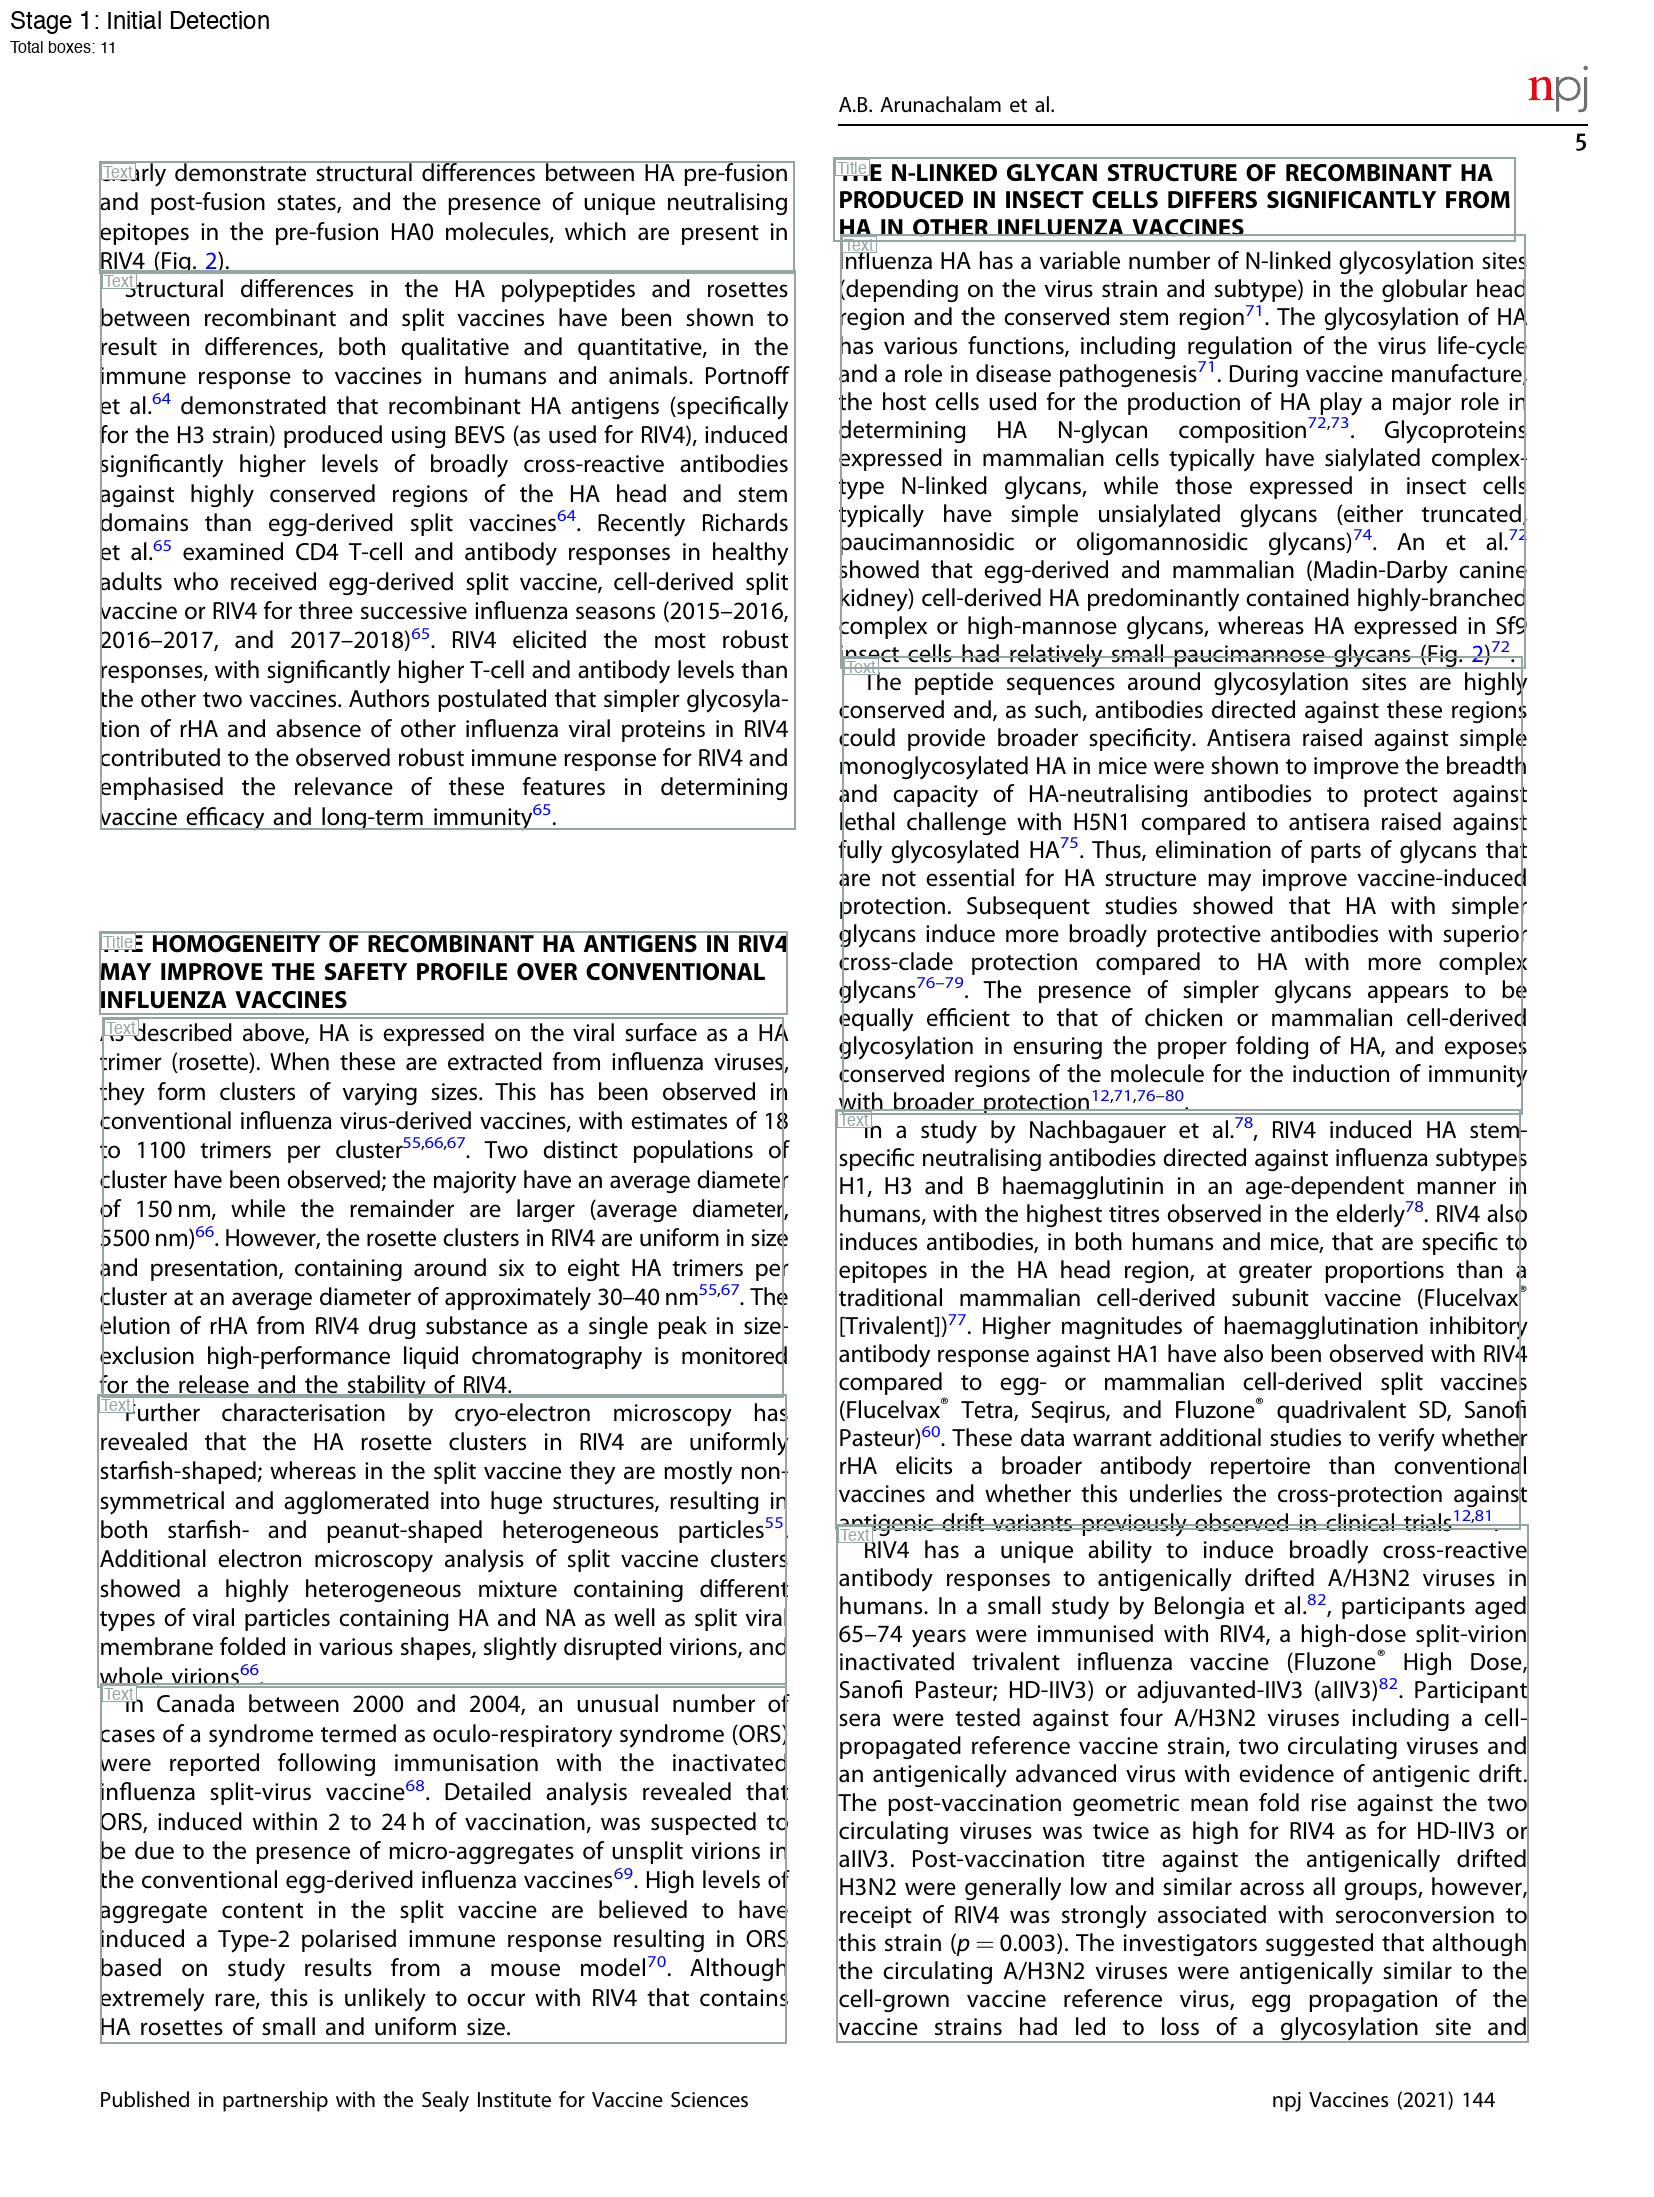 Stage 1: Initial Detection
Total boxes: 11
A.B. Arunachalam et al.
npj
5
Text
arly demonstrate structural differences between HA pre-fusion
and post-fusion states, and the presence of unique neutralising
epitopes in the pre-fusion HA0 molecules, which are present in
RIV4 (Fig. 2).
Text
Structural differences in the HA polypeptides and rosettes
between recombinant and split vaccines have been shown to
result in differences, both qualitative and quantitative, in the
immune response to vaccines in humans and animals. Portnoff
et al.64 demonstrated that recombinant HA antigens (specifically
for the H3 strain) produced using BEVS (as used for RIV4), induced
significantly higher levels of broadly cross-reactive antibodies
against highly conserved regions of the HA head and stem
domains than egg-derived split vaccines64. Recently Richards
et al.65 examined CD4 T-cell and antibody responses in healthy
adults who received egg-derived split vaccine, cell-derived split
vaccine or RIV4 for three successive influenza seasons (2015–2016,
2016–2017, and 2017–2018)65. RIV4 elicited the most robust
responses, with significantly higher T-cell and antibody levels than
the other two vaccines. Authors postulated that simpler glycosyla-
tion of rHA and absence of other influenza viral proteins in RIV4
contributed to the observed robust immune response for RIV4 and
emphasised the relevance of these features in determining
vaccine efficacy and long-term immunity65.
Title
THE HOMOGENEITY OF RECOMBINANT HA ANTIGENS IN RIV4
MAY IMPROVE THE SAFETY PROFILE OVER CONVENTIONAL
INFLUENZA VACCINES
Text
As described above, HA is expressed on the viral surface as a HA
trimer (rosette). When these are extracted from influenza viruses,
they form clusters of varying sizes. This has been observed in
conventional influenza virus-derived vaccines, with estimates of 18
to 1100 trimers per cluster55,66,67. Two distinct populations of
cluster have been observed; the majority have an average diameter
of 150 nm, while the remainder are larger (average diameter,
5500 nm)66. However, the rosette clusters in RIV4 are uniform in size
and presentation, containing around six to eight HA trimers per
cluster at an average diameter of approximately 30–40 nm55,67. The
elution of rHA from RIV4 drug substance as a single peak in size-
exclusion high-performance liquid chromatography is monitored
for the release and the stability of RIV4.
Text
Further characterisation by cryo-electron microscopy has
revealed that the HA rosette clusters in RIV4 are uniformly
starfish-shaped; whereas in the split vaccine they are mostly non-
symmetrical and agglomerated into huge structures, resulting in
both starfish- and peanut-shaped heterogeneous particles55.
Additional electron microscopy analysis of split vaccine clusters
showed a highly heterogeneous mixture containing different
types of viral particles containing HA and NA as well as split viral
membrane folded in various shapes, slightly disrupted virions, and
whole virions66.
Text
In Canada between 2000 and 2004, an unusual number of
cases of a syndrome termed as oculo-respiratory syndrome (ORS)
were reported following immunisation with the inactivated
influenza split-virus vaccine68. Detailed analysis revealed that
ORS, induced within 2 to 24 h of vaccination, was suspected to
be due to the presence of micro-aggregates of unsplit virions in
the conventional egg-derived influenza vaccines69. High levels of
aggregate content in the split vaccine are believed to have
induced a Type-2 polarised immune response resulting in ORS
based on study results from a mouse model70. Although
extremely rare, this is unlikely to occur with RIV4 that contains
HA rosettes of small and uniform size.
Title
THE N-LINKED GLYCAN STRUCTURE OF RECOMBINANT HA
PRODUCED IN INSECT CELLS DIFFERS SIGNIFICANTLY FROM
HA IN OTHER INFLUENZA VACCINES
Text
Influenza HA has a variable number of N-linked glycosylation sites
(depending on the virus strain and subtype) in the globular head
region and the conserved stem region71. The glycosylation of HA
has various functions, including regulation of the virus life-cycle
and a role in disease pathogenesis71. During vaccine manufacture,
the host cells used for the production of HA play a major role in
determining HA N-glycan composition72,73. Glycoproteins
expressed in mammalian cells typically have sialylated complex-
type N-linked glycans, while those expressed in insect cells
typically have simple unsialylated glycans (either truncated,
paucimannosidic or oligomannosidic glycans)74. An et al.72
showed that egg-derived and mammalian (Madin-Darby canine
kidney) cell-derived HA predominantly contained highly-branched
complex or high-mannose glycans, whereas HA expressed in Sf9
insect cells had relatively small paucimannose glycans (Fig. 2)72.
Text
The peptide sequences around glycosylation sites are highly
conserved and, as such, antibodies directed against these regions
could provide broader specificity. Antisera raised against simple
monoglycosylated HA in mice were shown to improve the breadth
and capacity of HA-neutralising antibodies to protect against
lethal challenge with H5N1 compared to antisera raised against
fully glycosylated HA75. Thus, elimination of parts of glycans that
are not essential for HA structure may improve vaccine-induced
protection. Subsequent studies showed that HA with simpler
glycans induce more broadly protective antibodies with superior
cross-clade protection compared to HA with more complex
glycans76–79. The presence of simpler glycans appears to be
equally efficient to that of chicken or mammalian cell-derived
glycosylation in ensuring the proper folding of HA, and exposes
conserved regions of the molecule for the induction of immunity
with broader protection12,71,76–80.
Text
In a study by Nachbagauer et al.78, RIV4 induced HA stem-
specific neutralising antibodies directed against influenza subtypes
H1, H3 and B haemagglutinin in an age-dependent manner in
humans, with the highest titres observed in the elderly78. RIV4 also
induces antibodies, in both humans and mice, that are specific to
epitopes in the HA head region, at greater proportions than a
traditional mammalian cell-derived subunit vaccine (Flucelvax®
[Trivalent])77. Higher magnitudes of haemagglutination inhibitory
antibody response against HA1 have also been observed with RIV4
compared to egg- or mammalian cell-derived split vaccines
(Flucelvax® Tetra, Seqirus, and Fluzone® quadrivalent SD, Sanofi
Pasteur)60. These data warrant additional studies to verify whether
rHA elicits a broader antibody repertoire than conventional
vaccines and whether this underlies the cross-protection against
antigenic drift variants previously observed in clinical trials12,81.
Text
RIV4 has a unique ability to induce broadly cross-reactive
antibody responses to antigenically drifted A/H3N2 viruses in
humans. In a small study by Belongia et al.82, participants aged
65–74 years were immunised with RIV4, a high-dose split-virion
inactivated trivalent influenza vaccine (Fluzone® High Dose,
Sanofi Pasteur; HD-IIV3) or adjuvanted-IIV3 (aIIV3)82. Participant
sera were tested against four A/H3N2 viruses including a cell-
propagated reference vaccine strain, two circulating viruses and
an antigenically advanced virus with evidence of antigenic drift.
The post-vaccination geometric mean fold rise against the two
circulating viruses was twice as high for RIV4 as for HD-IIV3 or
aIIV3. Post-vaccination titre against the antigenically drifted
H3N2 were generally low and similar across all groups, however,
receipt of RIV4 was strongly associated with seroconversion to
this strain (p = 0.003). The investigators suggested that although
the circulating A/H3N2 viruses were antigenically similar to the
cell-grown vaccine reference virus, egg propagation of the
vaccine strains had led to loss of a glycosylation site and
Published in partnership with the Sealy Institute for Vaccine Sciences
npj Vaccines (2021) 144